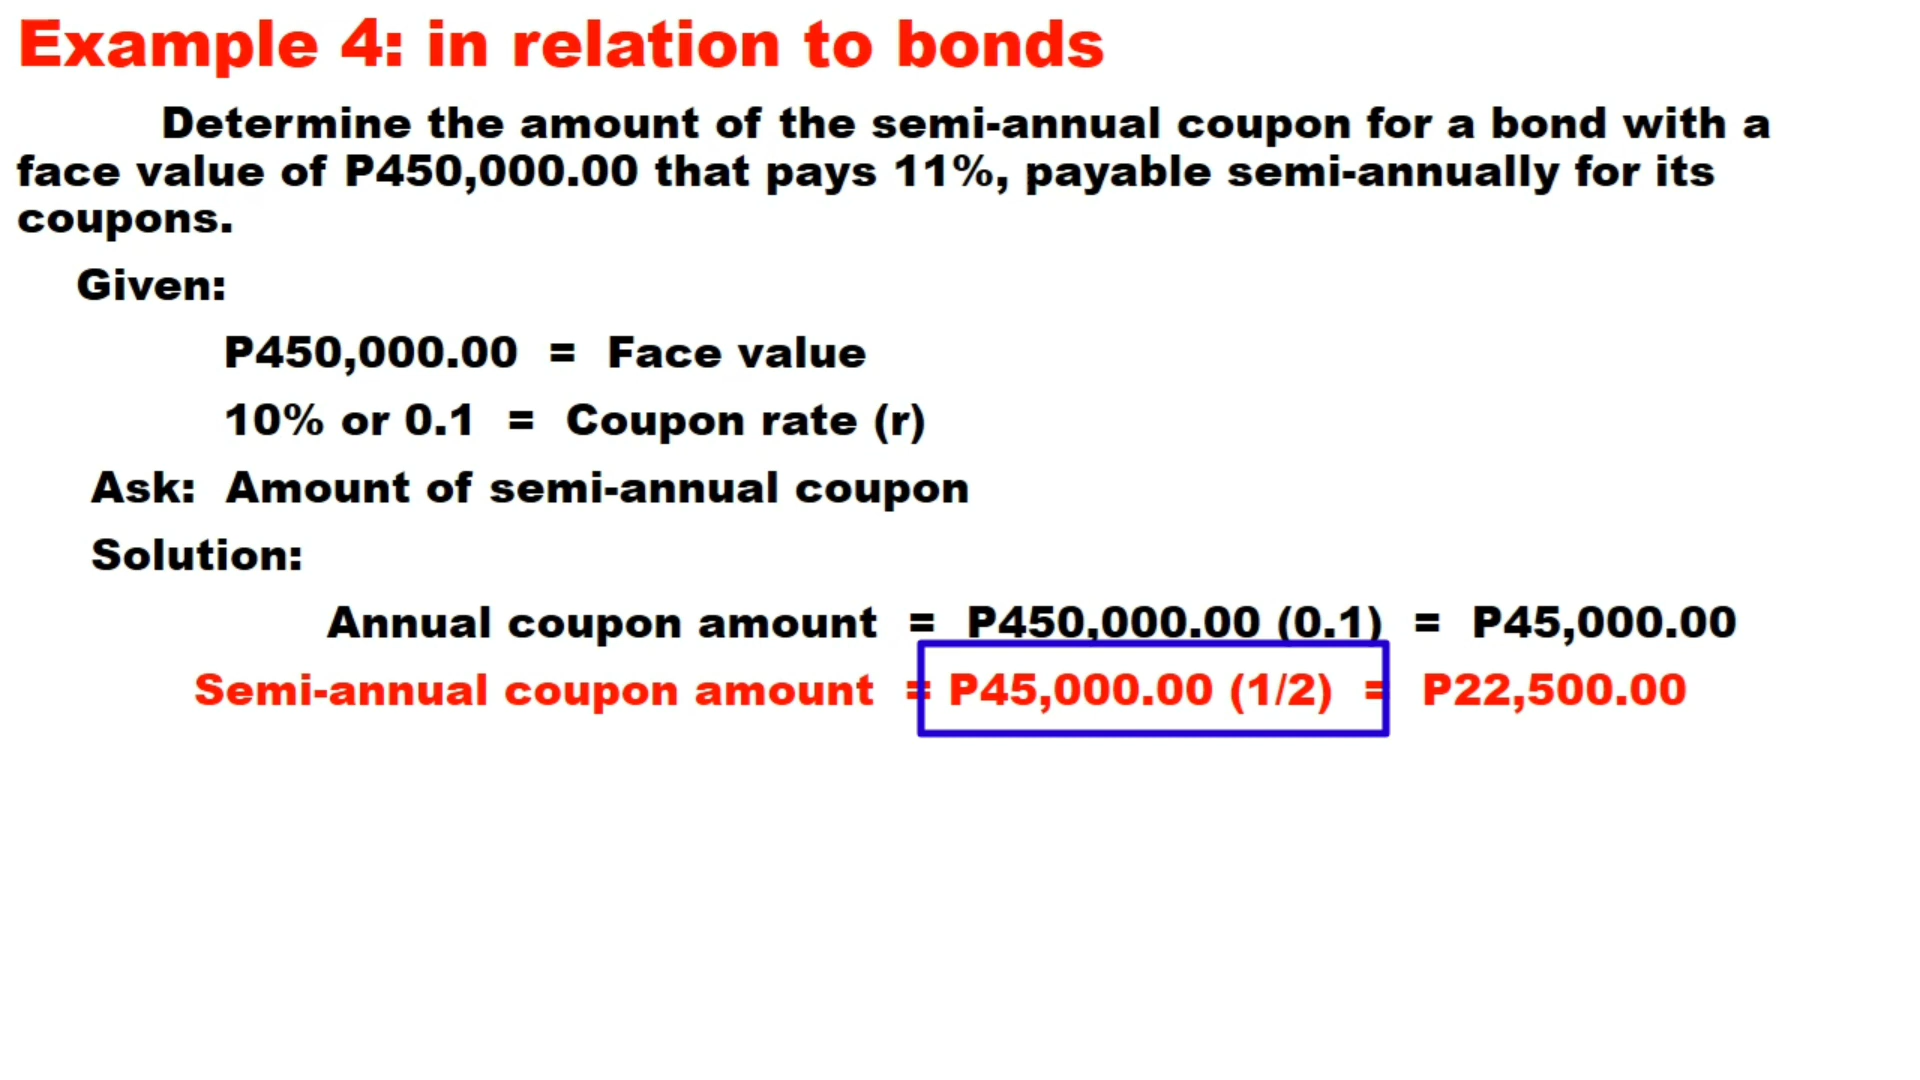 Example 4: in relation to bonds
Determine the amount of the semi-annual coupon for a bond with a
face value of P450,000.00 that pays 11%, payable semi-annually for its
coupons.
Given:
P450,000.00 = Face value
10% or 0.1 = Coupon rate (r)
Ask: Amount of semi-annual coupon
Solution:
Annual coupon amount = P450,000.00 (0.1) = P45,000.00
Semi-annual coupon amount = P45,000.00 (1/2) = P22,500.00